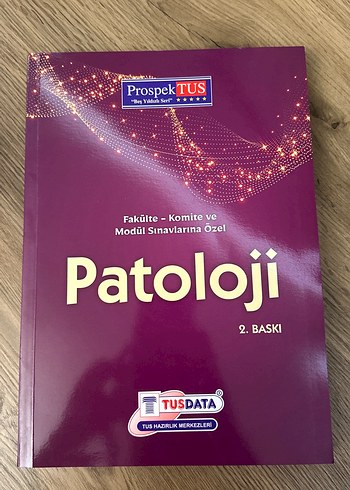 ProspekTUS
"Beş Yıldızlı Seri" ★★★★★
Fakülte - Komite ve
Modül Sınavlarına Özel
Patoloji
2. BASKI
TUSDATA®
TUS HAZIRLIK MERKEZLERİ